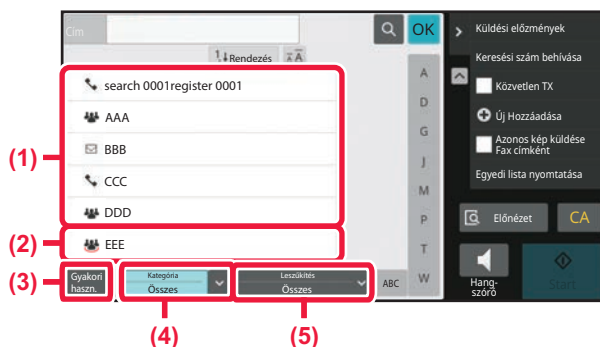 Cím
OK
1 Rendezés
search 0001register 0001
AAA
BBB
CCC
DDD
EEE
(1)
(2)
(3)
Gyakori
haszn.
Kategória
Összes
Leszűkítés
Összes
ABC
(4)
(5)
A
D
G
J
M
P
T
W
Küldési előzmények
Keresési szám behívása
Közvetlen TX
Új Hozzáadása
Azonos kép küldése
Fax címként
Egyedi lista nyomtatása
Előnézet
CA
Hang-
szóró
Start